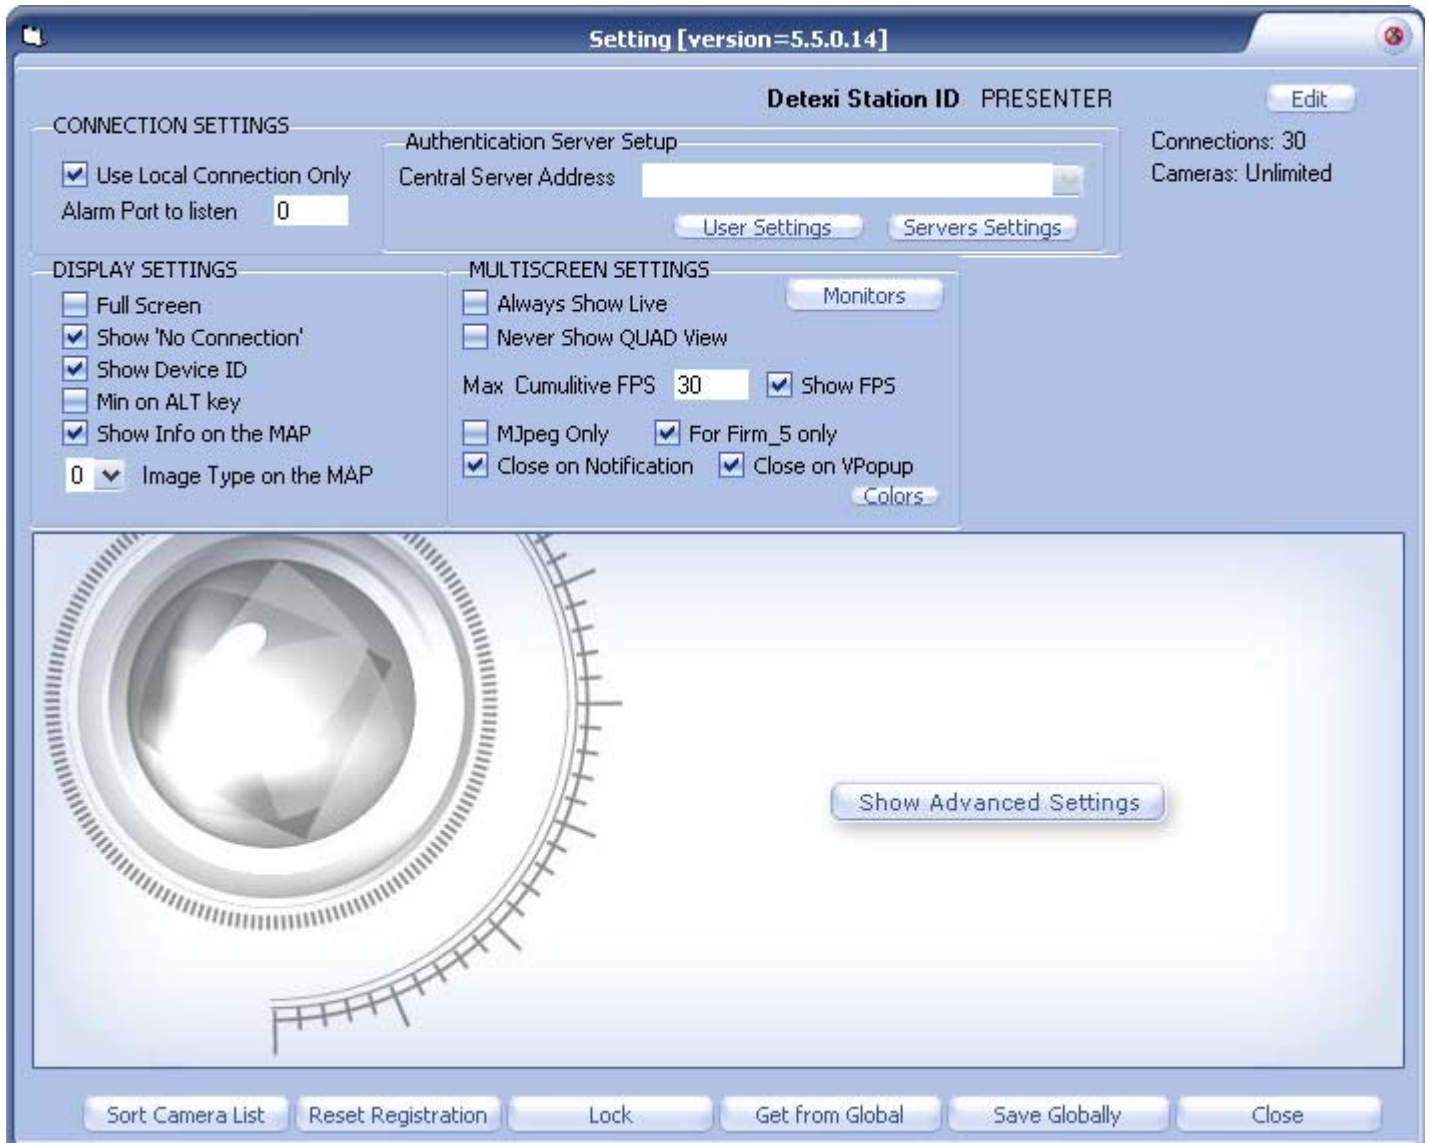 Setting [version=5.5.0.14]
Detexi Station ID PRESENTER Edit
CONNECTION SETTINGS
Use Local Connection Only
Alarm Port to listen 0
Authentication Server Setup
Central Server Address
User Settings Servers Settings
Connections: 30
Cameras: Unlimited
DISPLAY SETTINGS
Full Screen
Show 'No Connection'
Show Device ID
Min on ALT key
Show Info on the MAP
0 Image Type on the MAP
MULTISCREEN SETTINGS
Monitors
Always Show Live
Never Show QUAD View
Max Cumulitive FPS 30 Show FPS
MJpeg Only For Firm_5 only
Close on Notification Close on VPopup
Colors
Show Advanced Settings
Sort Camera List Reset Registration Lock Get from Global Save Globally Close